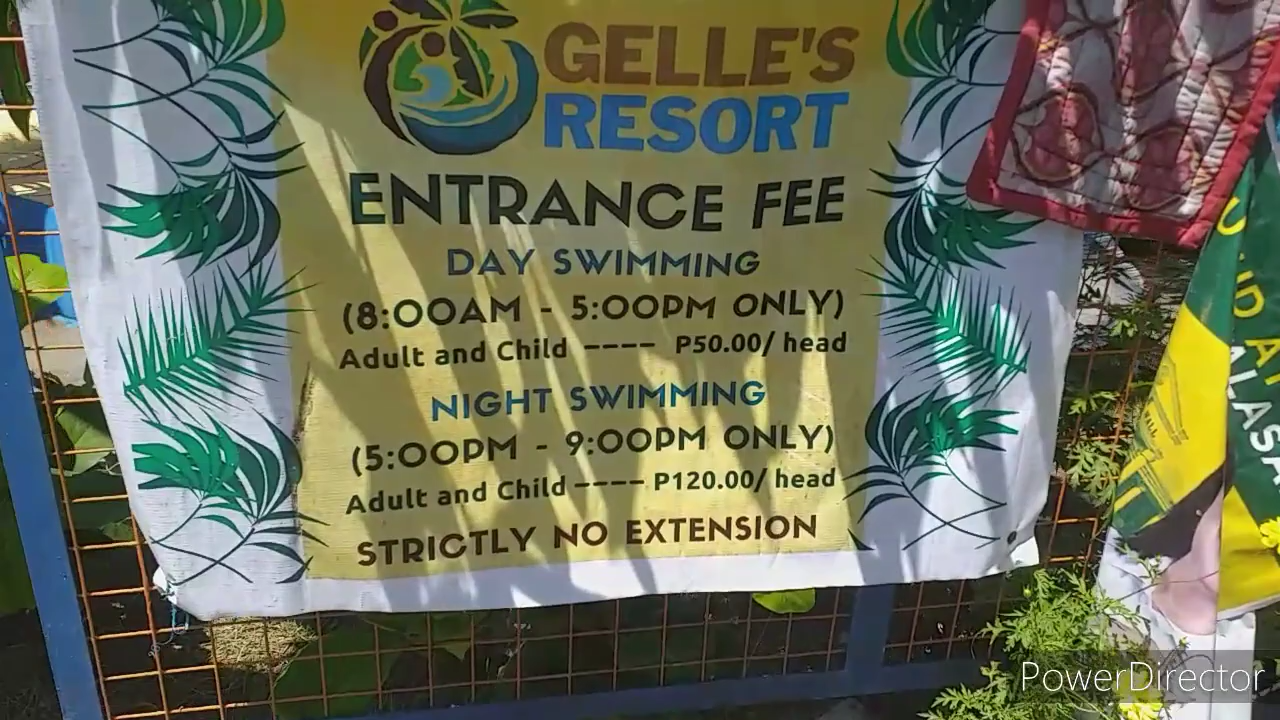 GELLE'S
RESORT
ENTRANCE FEE
DAY SWIMMING
(8:00AM - 5:00PM ONLY)
Adult and Child ---- P50.00/ head
NIGHT SWIMMING
(5:00PM - 9:00PM ONLY)
Adult and Child ---- P120.00/ head
STRICTLY NO EXTENSION
PowerDirector